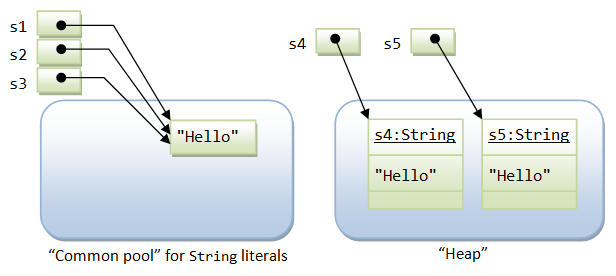 s1
s2
s3
"Hello"
“Common pool” for String literals
s4
s5
s4:String
"Hello"
s5:String
"Hello"
“Heap”